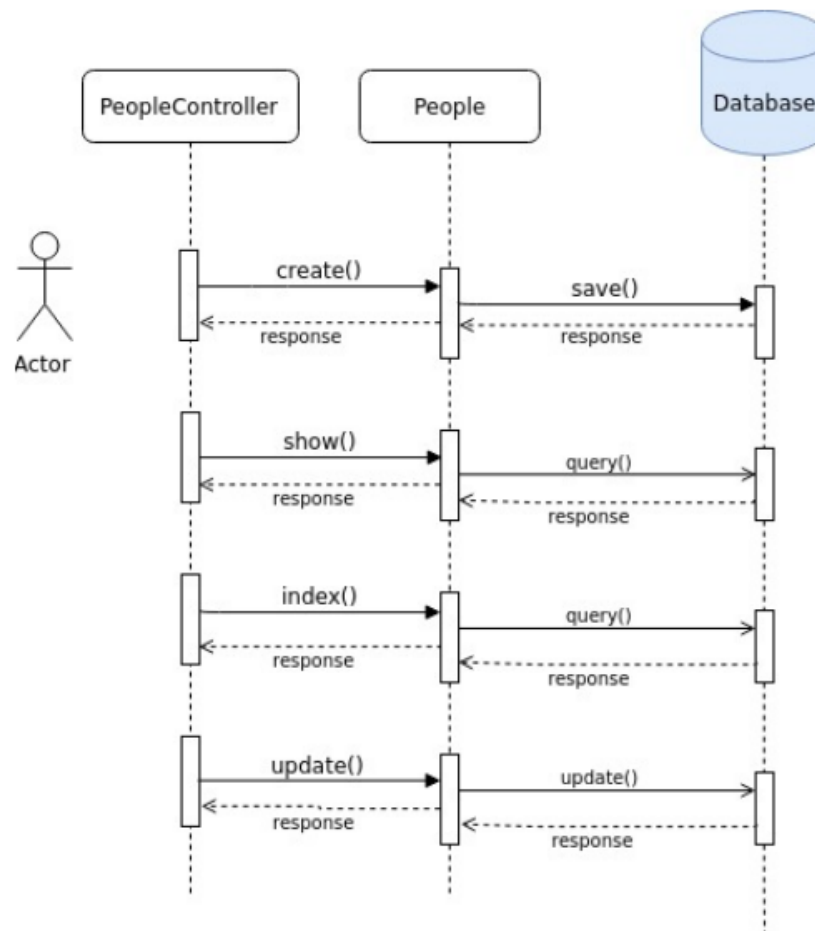 PeopleController
People
Database
Actor
create()
save()
response
response
show()
query()
response
response
index()
query()
response
response
update()
update()
response
response